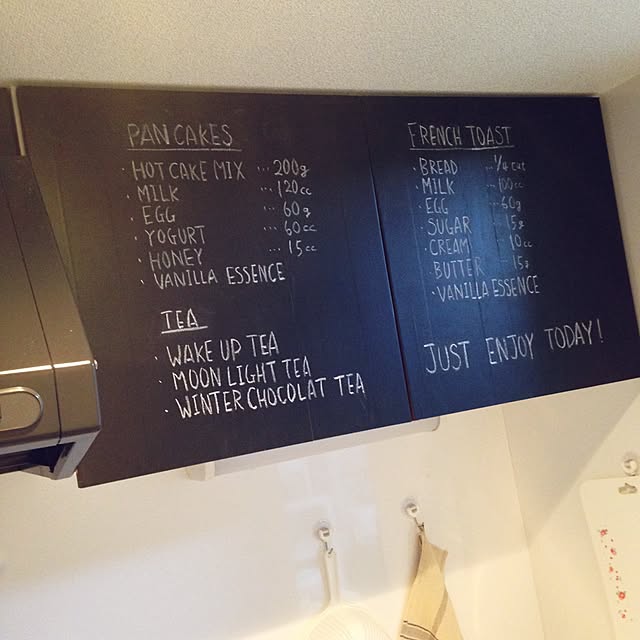 PANCAKES
· HOT CAKE MIX ... 200g
· MILK ... 120cc
· EGG ... 60g
· YOGURT ... 60cc
· HONEY ... 15cc
· VANILLA ESSENCE
TEA
· WAKE UP TEA
· MOON LIGHT TEA
· WINTER CHOCOLAT TEA
FRENCH TOAST
· BREAD ... 1/4 cut
· MILK ... 100cc
· EGG ... 60g
· SUGAR 15g
· CREAM 10cc
· BUTTER 15g
· VANILLA ESSENCE
JUST ENJOY TODAY!